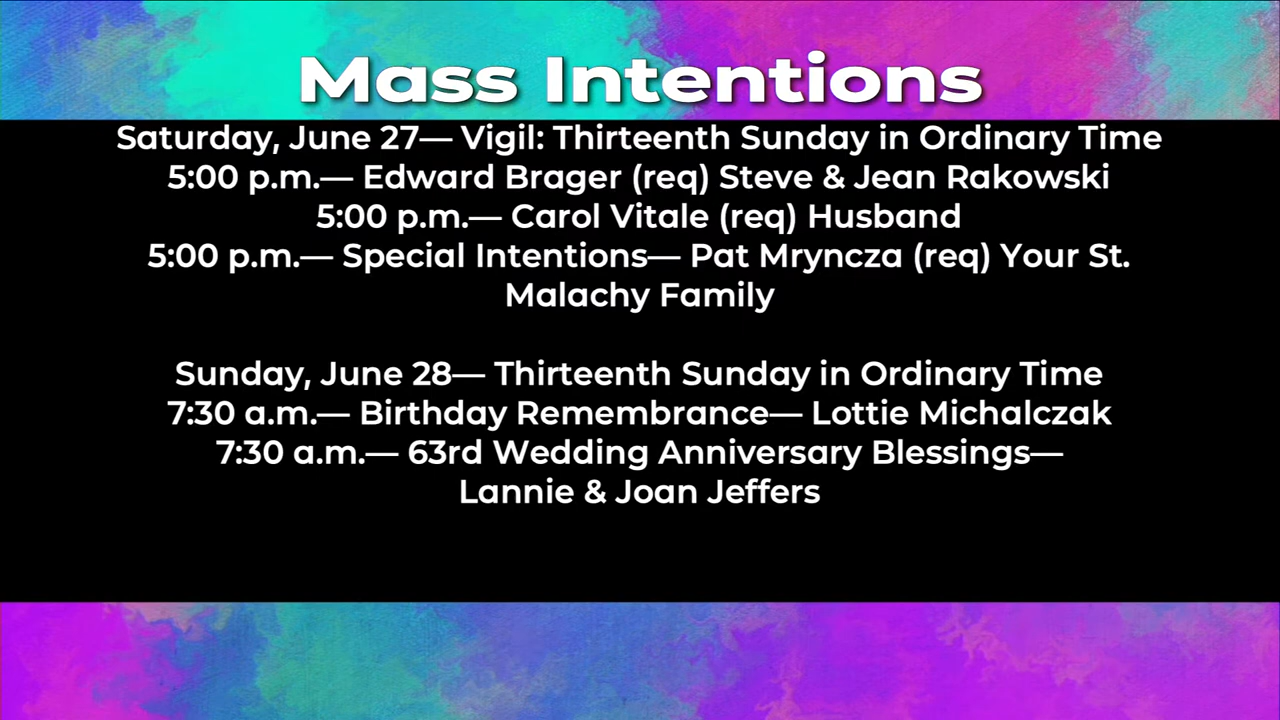 Mass Intentions
Saturday, June 27— Vigil: Thirteenth Sunday in Ordinary Time
5:00 p.m.— Edward Brager (req) Steve & Jean Rakowski
5:00 p.m.— Carol Vitale (req) Husband
5:00 p.m.— Special Intentions— Pat Mryncza (req) Your St.
Malachy Family
Sunday, June 28— Thirteenth Sunday in Ordinary Time
7:30 a.m.— Birthday Remembrance— Lottie Michalczak
7:30 a.m.— 63rd Wedding Anniversary Blessings—
Lannie & Joan Jeffers